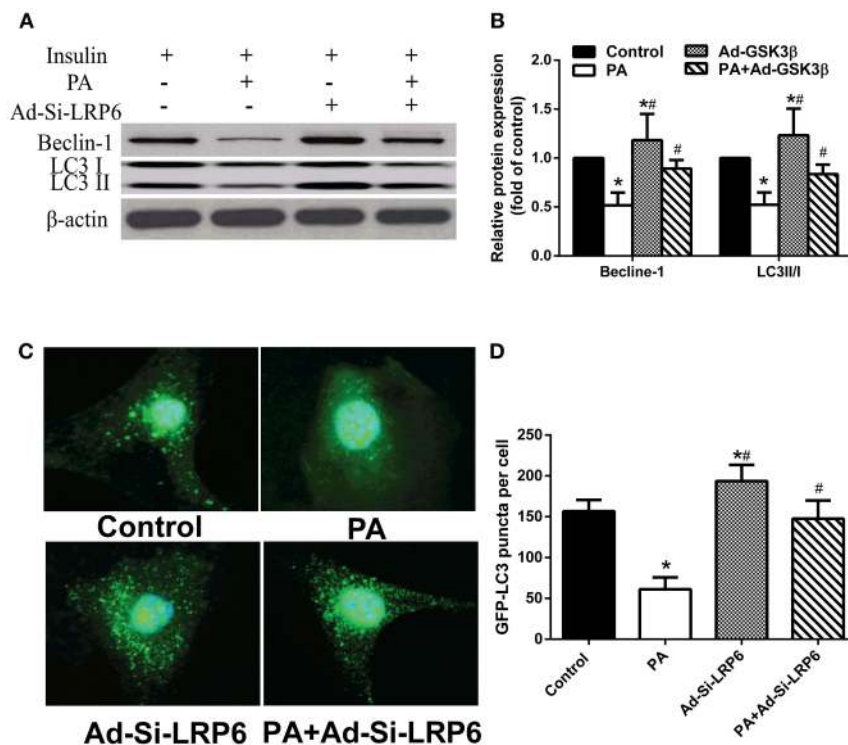 A
Insulin + + + +
PA - + - +
Ad-Si-LRP6 - - + +
Beclin-1
LC3 I
LC3 II
β-actin
B
Control
PA
Ad-GSK3β
PA+Ad-GSK3β
Relative protein expression
(fold of control)
1.5
1.0
0.5
0.0
2.0
* *# # * *# #
Becline-1 LC3II/I
C
Control PA
Ad-Si-LRP6 PA+Ad-Si-LRP6
D
GFP-LC3 puncta per cell
250
200
150
100
50
0
* *# #
Control
PA
Ad-Si-LRP6
PA+Ad-Si-LRP6